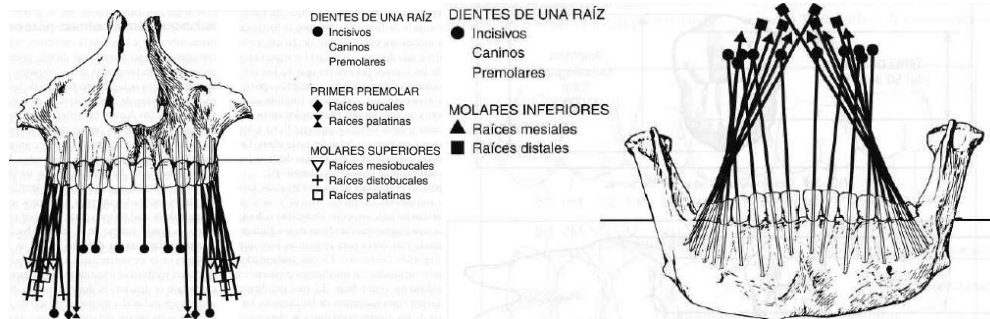 DIENTES DE UNA RAÍZ
Incisivos
Caninos
Premolares
PRIMER PREMOLAR
Raíces bucales
Raíces palatinas
MOLARES SUPERIORES
Raíces mesiobucales
Raíces distobucales
Raíces palatinas
DIENTES DE UNA RAÍZ
Incisivos
Caninos
Premolares
MOLARES INFERIORES
Raíces mesiales
Raíces distales